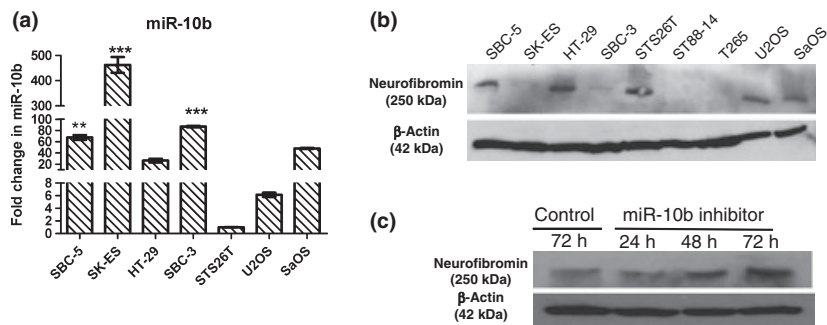 (a)
miR-10b
Fold change in miR-10b
500
400
300
200
100
80
60
40
20
8
6
4
2
0
**
***
***
SBC-5
SK-ES
HT-29
SBC-3
STS26T
U2OS
SaOS
(b)
SBC-5
SK-ES
HT-29
SBC-3
STS26T
ST88-14
T265
U2OS
SaOS
Neurofibromin
(250 kDa)
β-Actin
(42 kDa)
(c)
Control miR-10b inhibitor
72 h 24 h 48 h 72 h
Neurofibromin
(250 kDa)
β-Actin
(42 kDa)